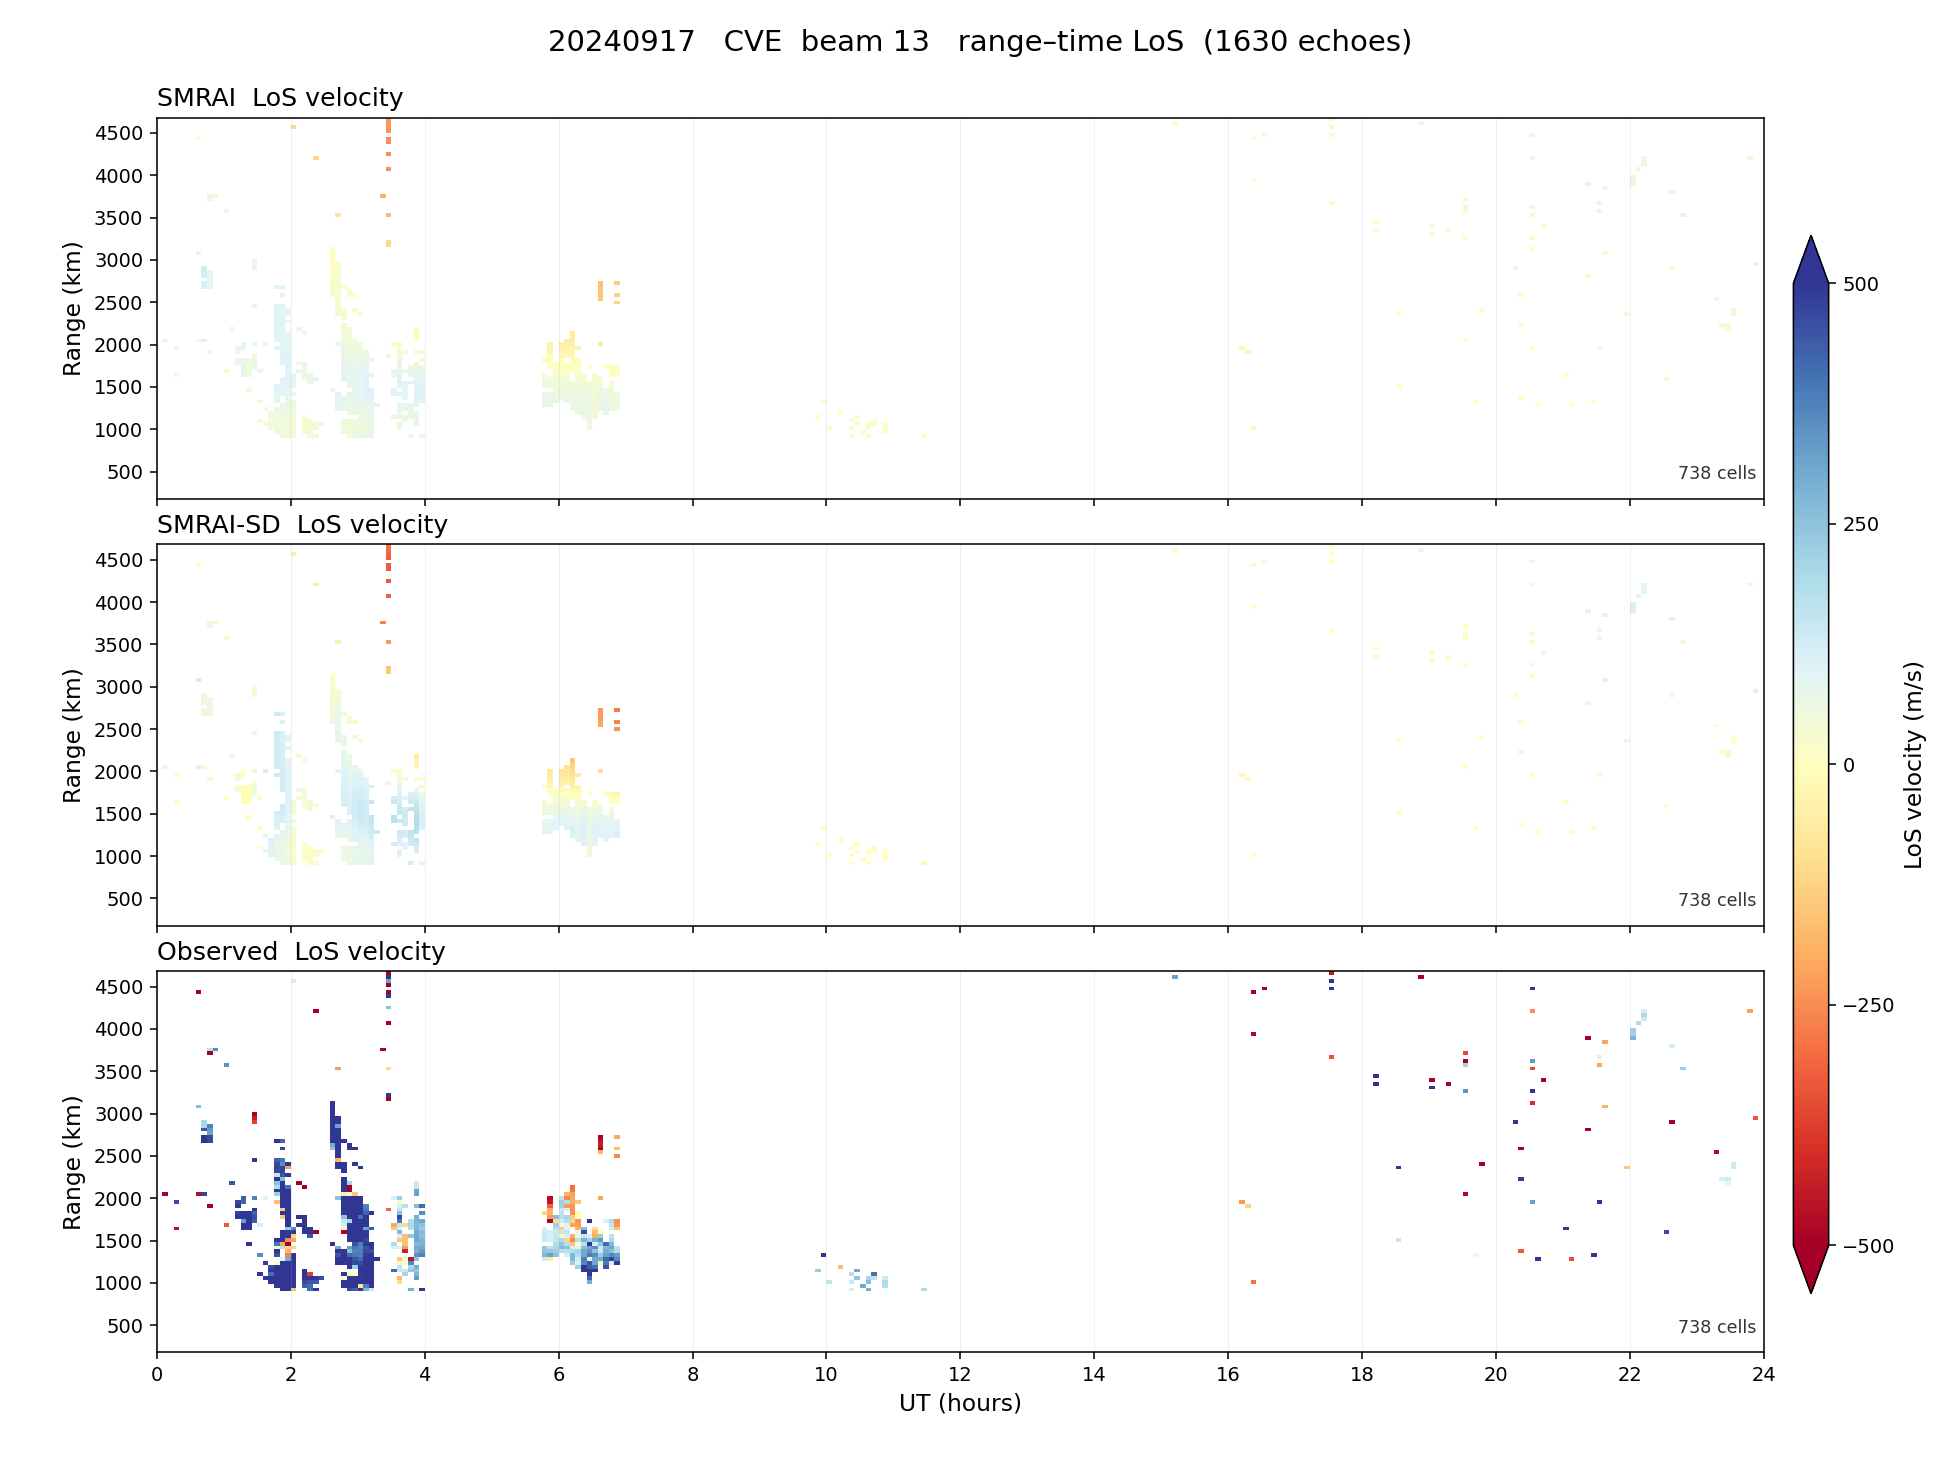 20240917 CVE beam 13 range–time LoS (1630 echoes)
SMRAI LoS velocity
4500
4000
3500
3000
2500
2000
1500
1000
500
Range (km)
738 cells
SMRAI-SD LoS velocity
4500
4000
3500
3000
2500
2000
1500
1000
500
Range (km)
738 cells
Observed LoS velocity
4500
4000
3500
3000
2500
2000
1500
1000
500
Range (km)
738 cells
0 2 4 6 8 10 12 14 16 18 20 22 24
UT (hours)
500
250
0
−250
−500
LoS velocity (m/s)